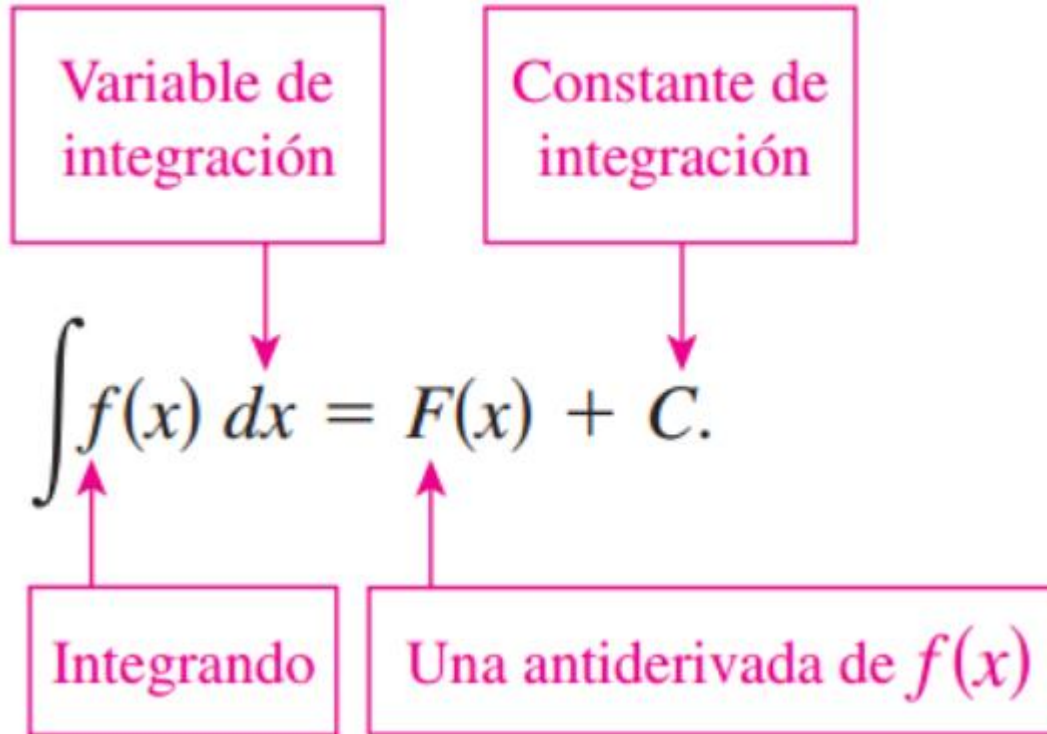 Variable de
integración
Constante de
integración
∫ f(x) dx = F(x) + C.
Integrando
Una antiderivada de f(x)